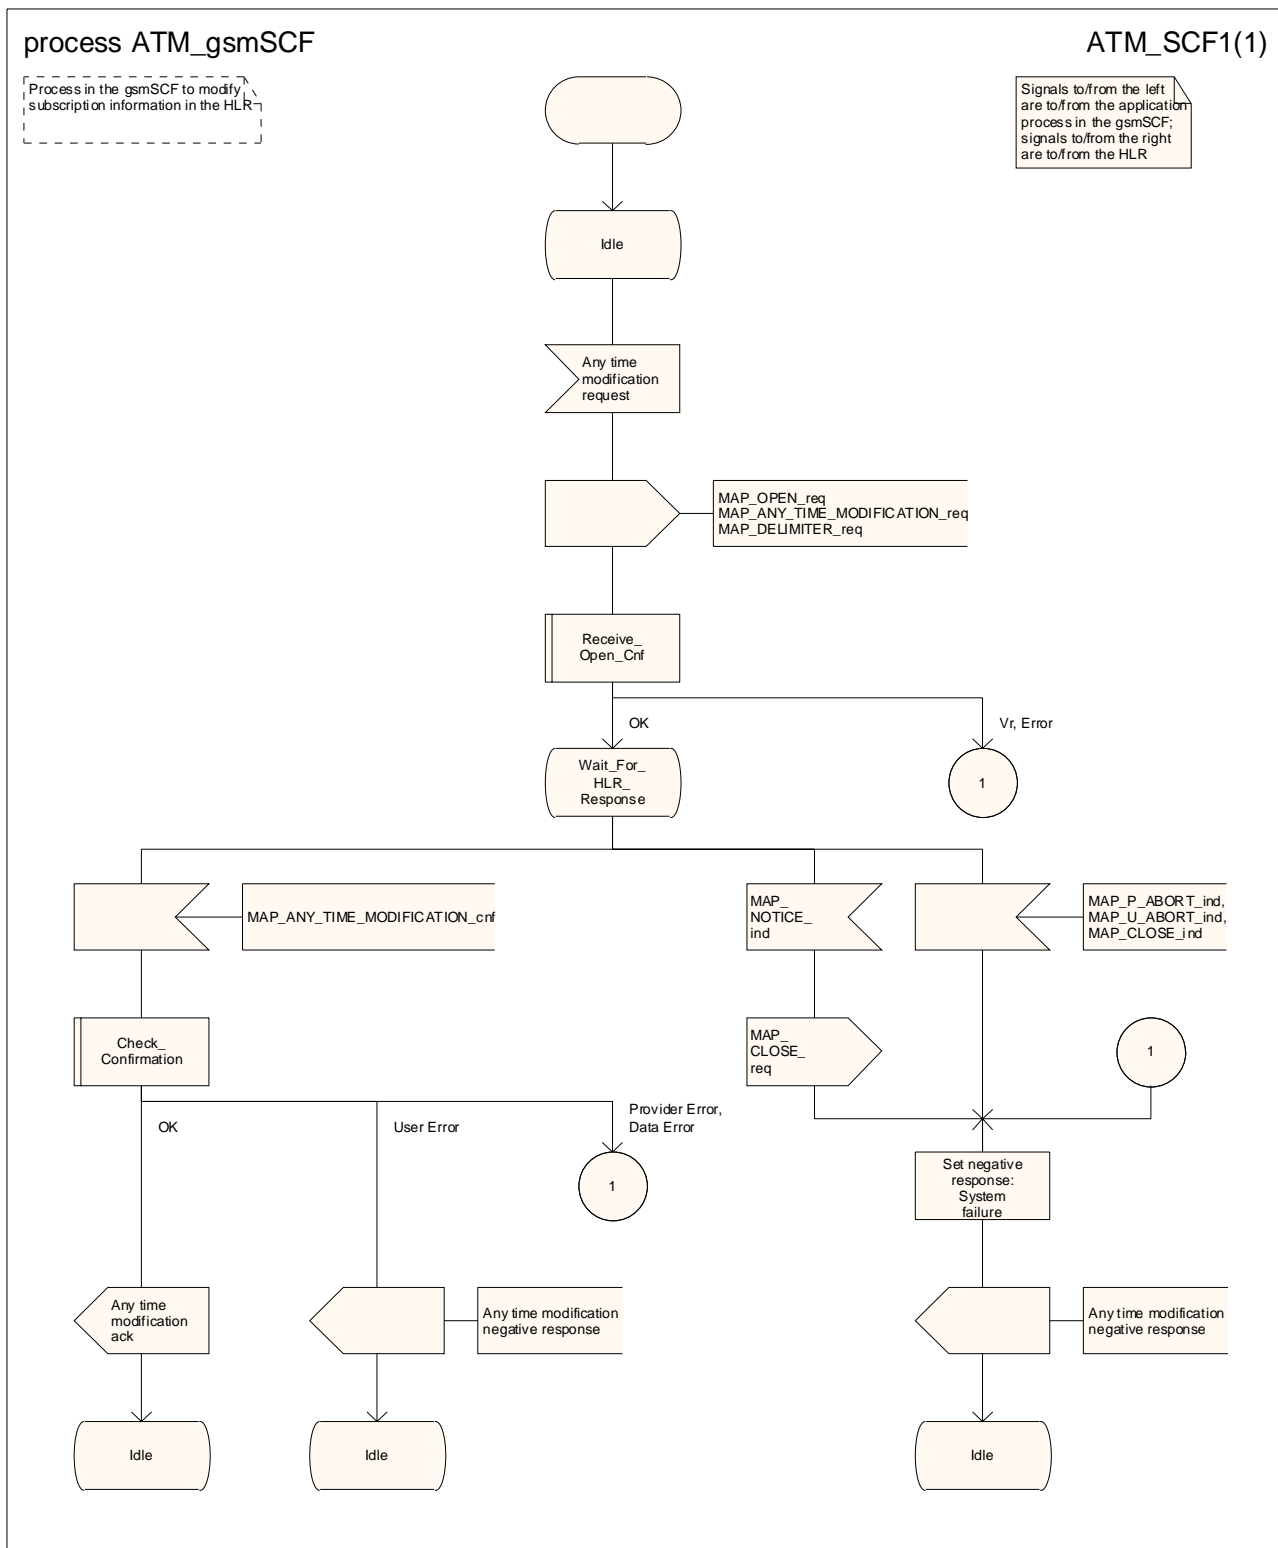 process ATM_gsmSCF
ATM_SCF1(1)
Process in the gsmSCF to modify
subscription information in the HLR
Signals to/from the left
are to/from the application
process in the gsmSCF;
signals to/from the right
are to/from the HLR
Idle
Any time
modification
request
MAP_OPEN_req
MAP_ANY_TIME_MODIFICATION_req
MAP_DELIMITER_req
Receive_
Open_Cnf
OK
Vr, Error
Wait_For_
HLR_
Response
1
MAP_ANY_TIME_MODIFICATION_cnf
MAP_
NOTICE_
ind
MAP_P_ABORT_ind,
MAP_U_ABORT_ind,
MAP_CLOSE_ind
Check_
Confirmation
MAP_
CLOSE_
req
1
OK
User Error
Provider Error,
Data Error
1
Set negative
response:
System
failure
Any time
modification
ack
Any time modification
negative response
Any time modification
negative response
Idle
Idle
Idle